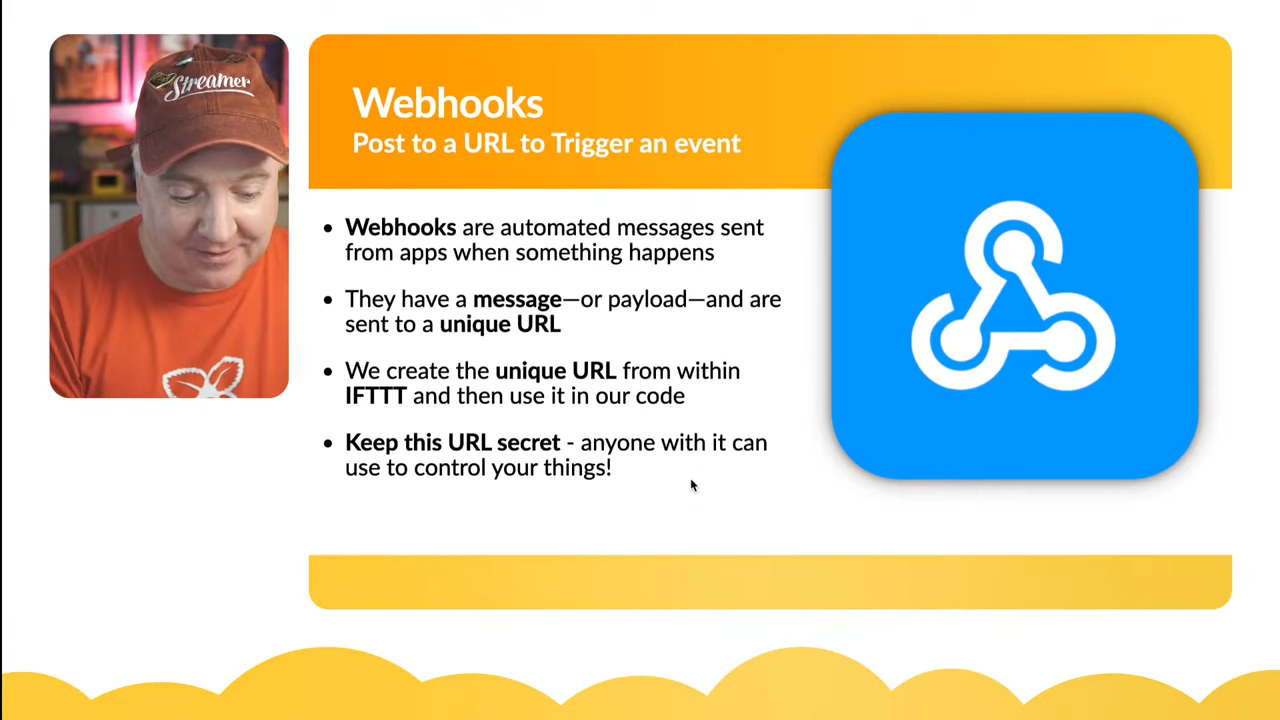 Streamer
Webhooks
Post to a URL to Trigger an event
• Webhooks are automated messages sent
from apps when something happens
• They have a message—or payload—and are
sent to a unique URL
• We create the unique URL from within
IFTTT and then use it in our code
• Keep this URL secret - anyone with it can
use to control your things!